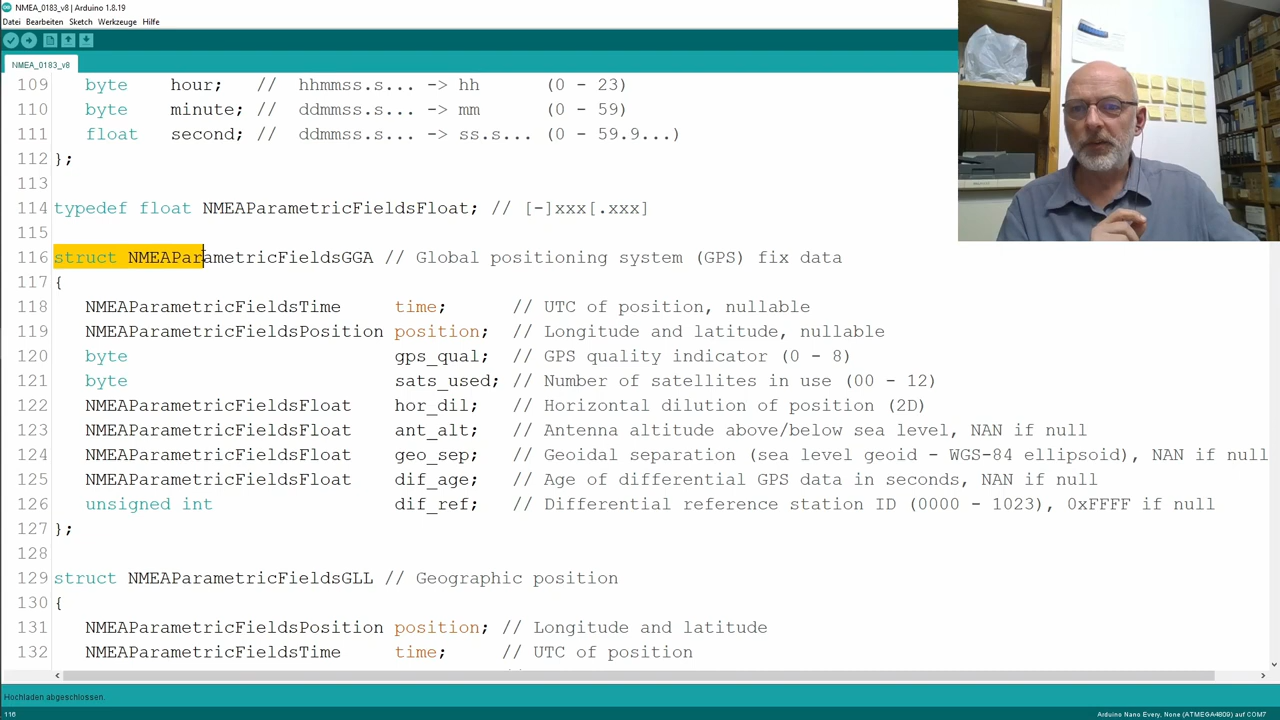 NMEA_0183_v8 | Arduino 1.8.19
Datei Bearbeiten Sketch Werkzeuge Hilfe
NMEA_0183_v8
109 byte hour; // hhmmss.s... -> hh (0 - 23)
110 byte minute; // ddmmss.s... -> mm (0 - 59)
111 float second; // ddmmss.s... -> ss.s... (0 - 59.9...)
112 };
113
114 typedef float NMEAParametricFieldsFloat; // [-]xxx[.xxx]
115
116 struct NMEAParametricFieldsGGA // Global positioning system (GPS) fix data
117 {
118 NMEAParametricFieldsTime time; // UTC of position, nullable
119 NMEAParametricFieldsPosition position; // Longitude and latitude, nullable
120 byte gps_qual; // GPS quality indicator (0 - 8)
121 byte sats_used; // Number of satellites in use (00 - 12)
122 NMEAParametricFieldsFloat hor_dil; // Horizontal dilution of position (2D)
123 NMEAParametricFieldsFloat ant_alt; // Antenna altitude above/below sea level, NAN if null
124 NMEAParametricFieldsFloat geo_sep; // Geoidal separation (sea level geoid - WGS-84 ellipsoid), NAN if null
125 NMEAParametricFieldsFloat dif_age; // Age of differential GPS data in seconds, NAN if null
126 unsigned int dif_ref; // Differential reference station ID (0000 - 1023), 0xFFFF if null
127 };
128
129 struct NMEAParametricFieldsGLL // Geographic position
130 {
131 NMEAParametricFieldsPosition position; // Longitude and latitude
132 NMEAParametricFieldsTime time; // UTC of position
Hochladen abgeschlossen.
116 Arduino Nano Every, None (ATMEGA4809) auf COM7